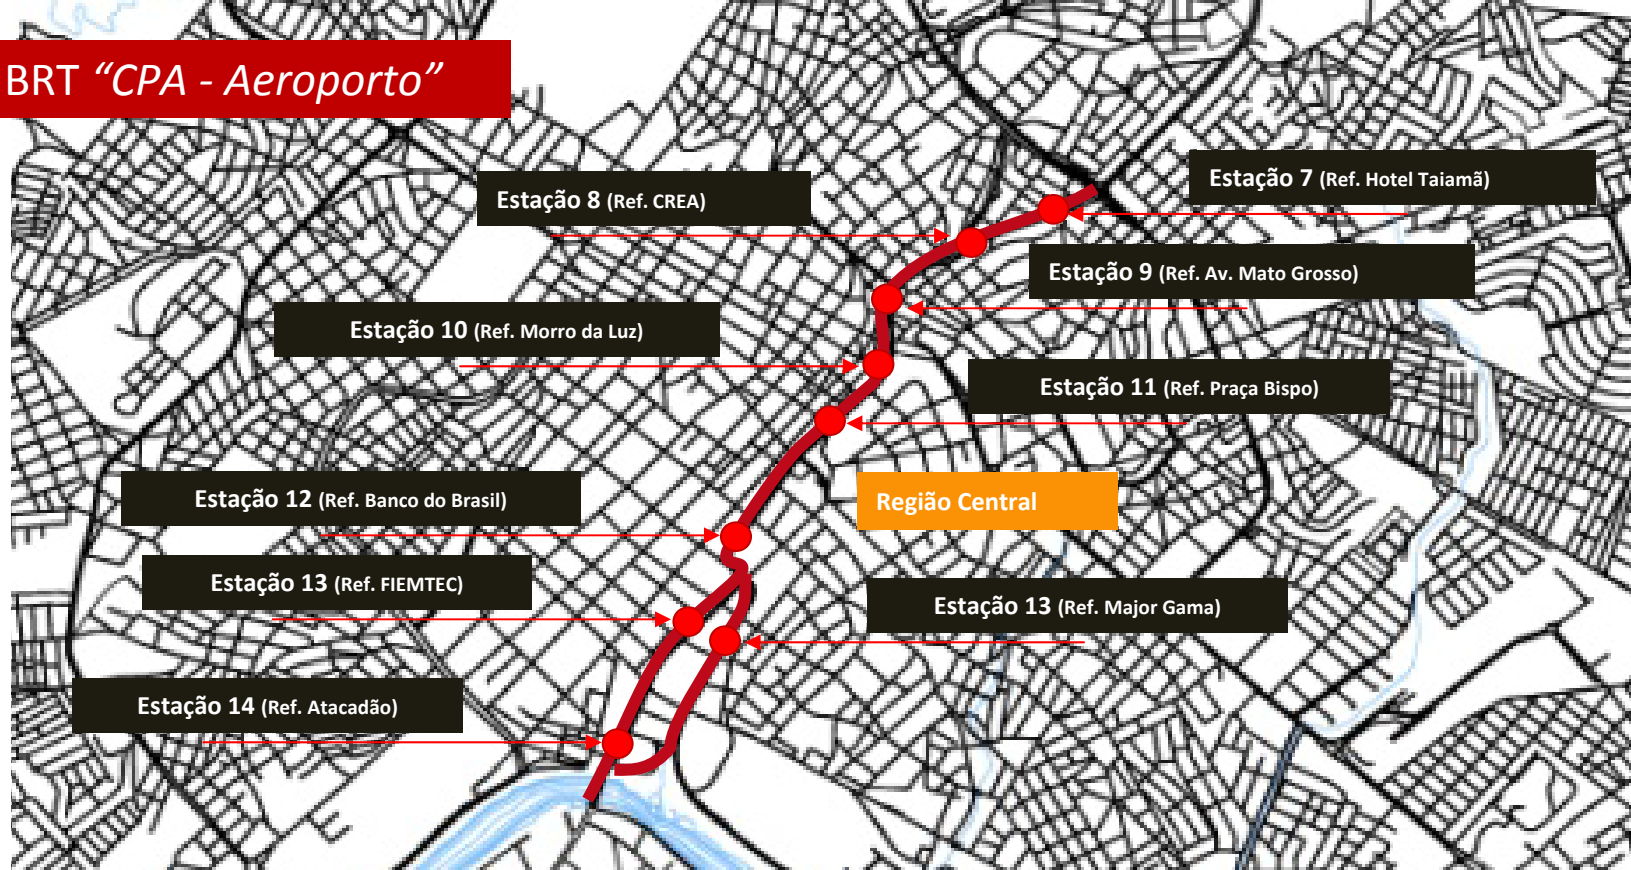 BRT “CPA - Aeroporto”
Estação 7 (Ref. Hotel Taiamã)
Estação 8 (Ref. CREA)
Estação 9 (Ref. Av. Mato Grosso)
Estação 10 (Ref. Morro da Luz)
Estação 11 (Ref. Praça Bispo)
Estação 12 (Ref. Banco do Brasil)
Região Central
Estação 13 (Ref. FIEMTEC)
Estação 13 (Ref. Major Gama)
Estação 14 (Ref. Atacadão)